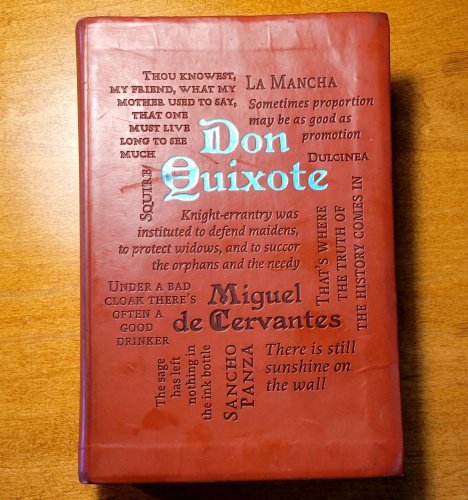 THOU KNOWEST,
MY FRIEND, WHAT MY
MOTHER USED TO SAY,
THAT ONE
MUST LIVE
LONG TO SEE
MUCH
LA MANCHA
Sometimes proportion
may be as good as
promotion
Don
Quixote
DULCINEA
SQUIRE
Knight-errantry was
instituted to defend maidens,
to protect widows, and to succor
the orphans and the needy
THAT'S WHERE
THE TRUTH OF
THE HISTORY COMES IN
UNDER A BAD
CLOAK THERE'S
OFTEN A
GOOD
DRINKER
Miguel
de Cervantes
The sage
has left
nothing in
the ink bottle
SANCHO
PANZA
There is still
sunshine on
the wall